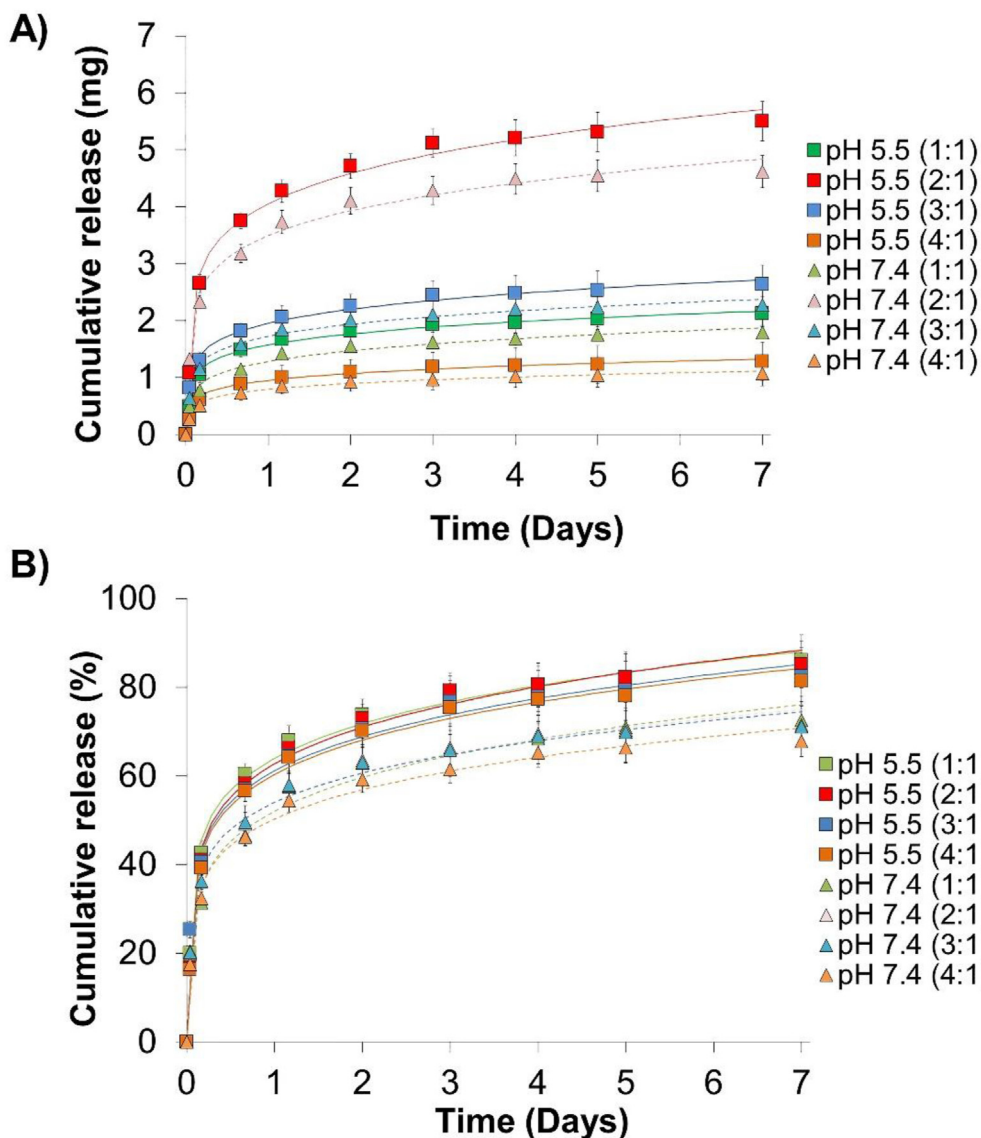 A)
Cumulative release (mg)
7
6
5
4
3
2
1
0
0 1 2 3 4 5 6 7
Time (Days)
pH 5.5 (1:1)
pH 5.5 (2:1)
pH 5.5 (3:1)
pH 5.5 (4:1)
pH 7.4 (1:1)
pH 7.4 (2:1)
pH 7.4 (3:1)
pH 7.4 (4:1)
B)
Cumulative release (%)
100
80
60
40
20
0
0 1 2 3 4 5 6 7
Time (Days)
pH 5.5 (1:1
pH 5.5 (2:1
pH 5.5 (3:1
pH 5.5 (4:1
pH 7.4 (1:1
pH 7.4 (2:1
pH 7.4 (3:1
pH 7.4 (4:1